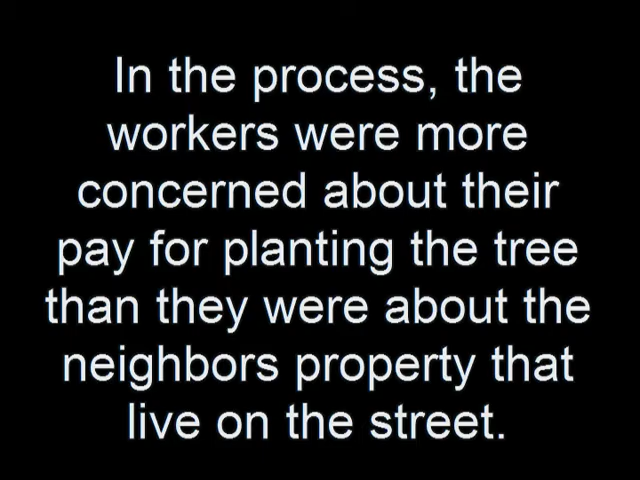 In the process, the
workers were more
concerned about their
pay for planting the tree
than they were about the
neighbors property that
live on the street.